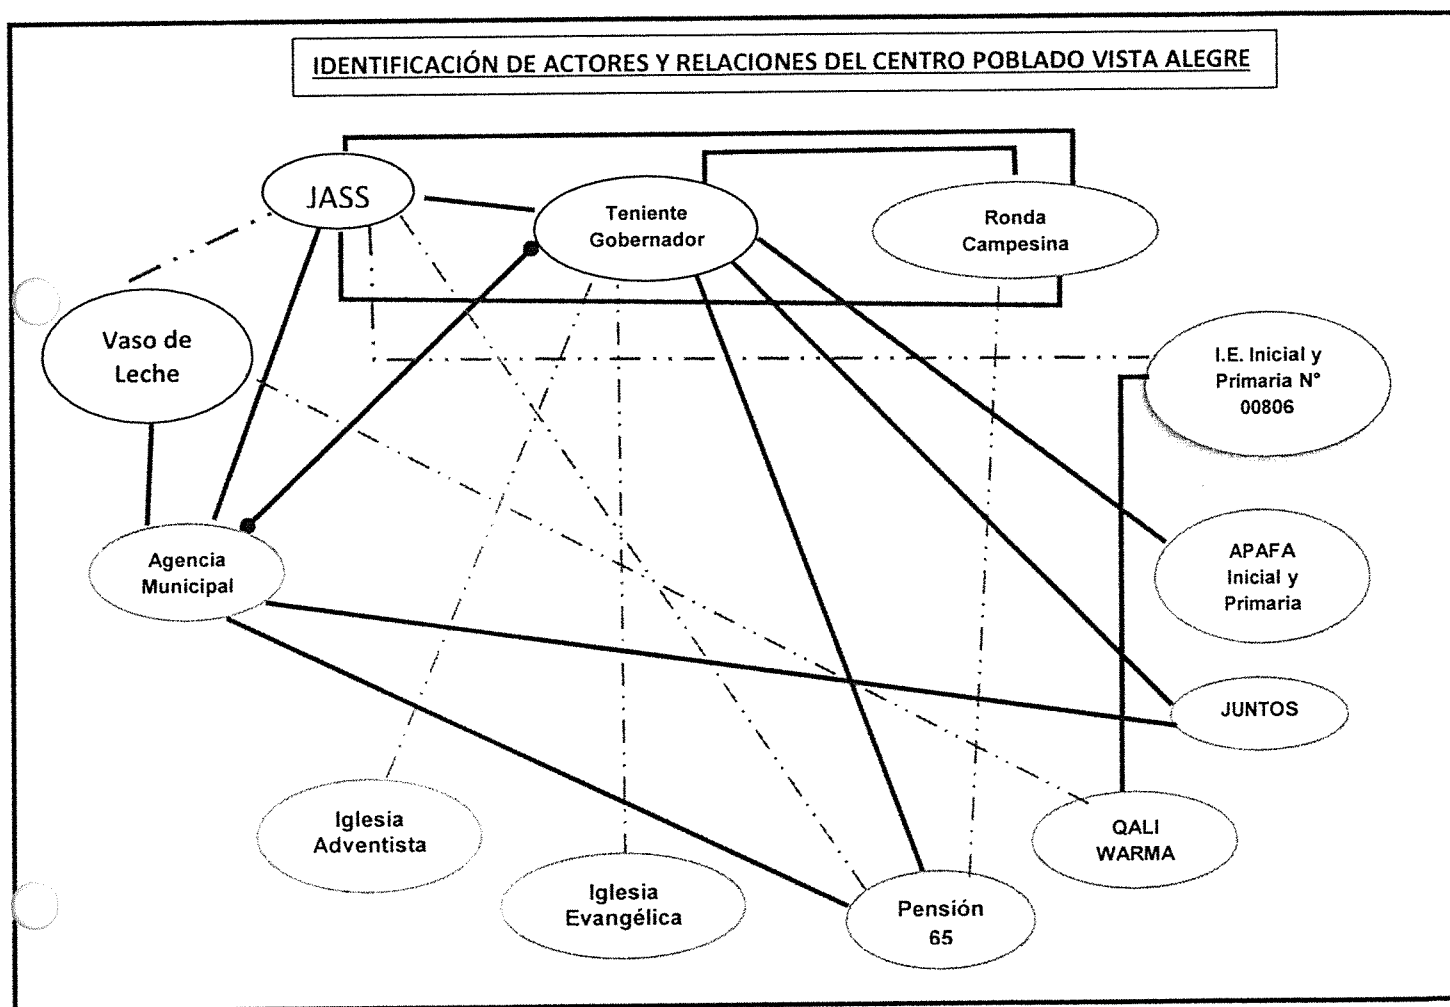 IDENTIFICACIÓN DE ACTORES Y RELACIONES DEL CENTRO POBLADO VISTA ALEGRE
JASS
Teniente
Gobernador
Ronda
Campesina
Vaso de
Leche
I.E. Inicial y
Primaria N°
00806
Agencia
Municipal
APAFA
Inicial y
Primaria
JUNTOS
Iglesia
Adventista
QALI
WARMA
Iglesia
Evangélica
Pensión
65